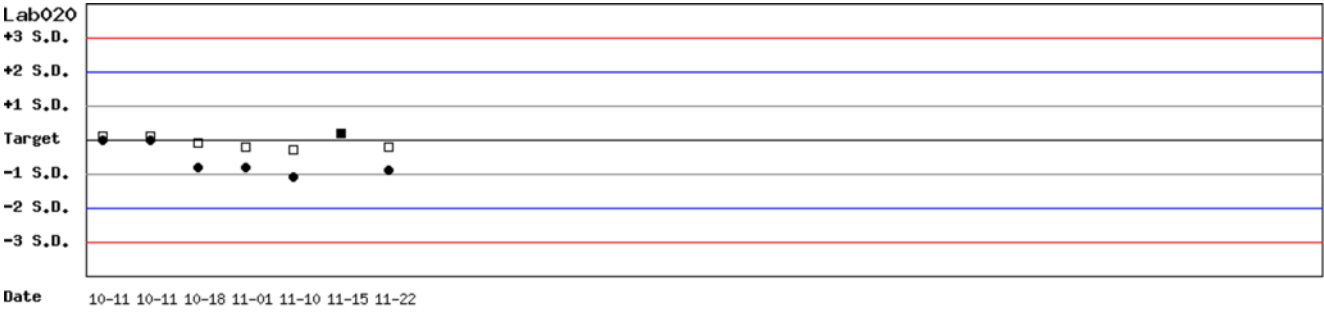 Lab020
+3 S.D.
+2 S.D.
+1 S.D.
Target
-1 S.D.
-2 S.D.
-3 S.D.
Date 10-11 10-11 10-18 11-01 11-10 11-15 11-22